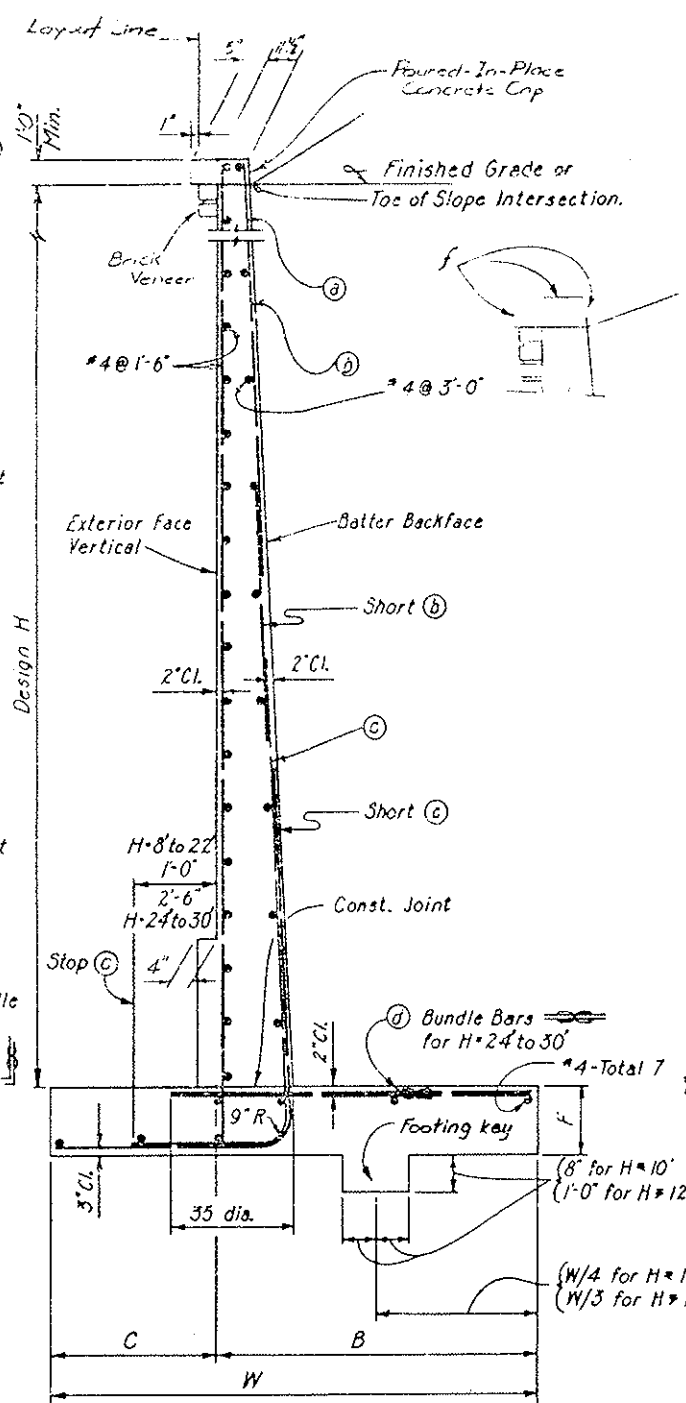 Layout Line
5"
1'-0"
Min.
1"
Poured-In-Place
Concrete Cap
Finished Grade or
Toe of Slope Intersection.
Brick
Veneer
f
a
b
#4 @ 1'-6"
#4 @ 3'-0"
Exterior Face
Vertical
Batter Backface
Short b
Design H
2" Cl.
2" Cl.
c
Short c
H=8' to 22'
1'-0"
2'-6"
H=24' to 30'
Const. Joint
Stop c
4"
d Bundle Bars
for H=24' to 30'
2" Cl.
#4-Total 7
9" R
Footing key
F
3" Cl.
35 dia.
8" for H
1'-0" for H
W/4 for H
W/3 for H
C
B
W